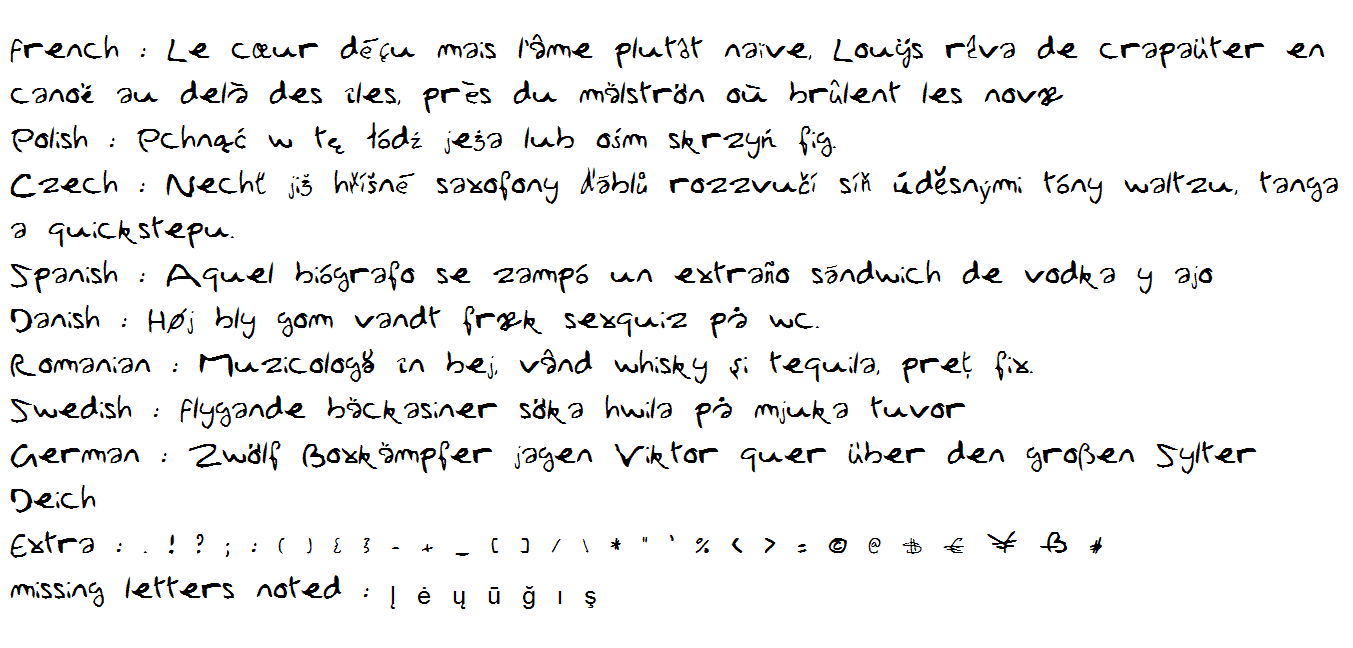 French : Le cœur déçu mais l'âme plutôt naïve, Louÿs rêva de crapaüter en
canoë au delà des îles, près du mälström où brûlent les novæ
Polish : Pchnąć w tę łódź jeża lub ośm skrzyń fig.
Czech : Nechť již hříšné saxofony ďáblů rozzvučí síň úděsnými tóny waltzu, tanga
a quickstepu.
Spanish : Aquel biógrafo se zampó un extraño sándwich de vodka y ajo
Danish : Høj bly gom vandt fræk sexquiz på wc.
Romanian : Muzicologă în bej, vând whisky și tequila, preț fix.
Swedish : flygande bäckasiner söka hwila på mjuka tuvor
German : Zwölf Boxkämpfer jagen Viktor quer über den großen Sylter
Deich
Extra : . ! ? ; : ( ) { } - + _ [ ] / \ * " ' % < > = © @ $ € ¥ ß #
missing letters noted : Į ė ų ū ğ ı ş